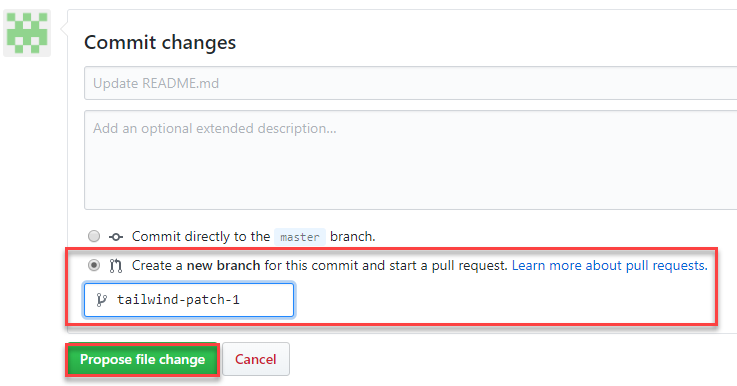 Commit changes
Update README.md
Add an optional extended description...
Commit directly to the master branch.
Create a new branch for this commit and start a pull request. Learn more about pull requests.
tailwind-patch-1
Propose file change Cancel